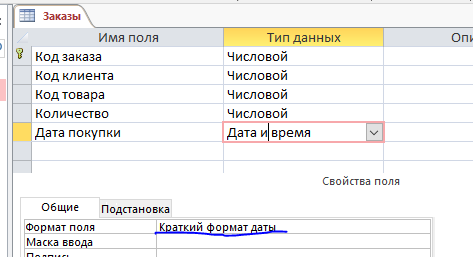 Заказы
Имя поля Тип данных Опи
Код заказа Числовой
Код клиента Числовой
Код товара Числовой
Количество Числовой
Дата покупки Дата и время
Свойства поля
Общие Подстановка
Формат поля Краткий формат даты
Маска ввода